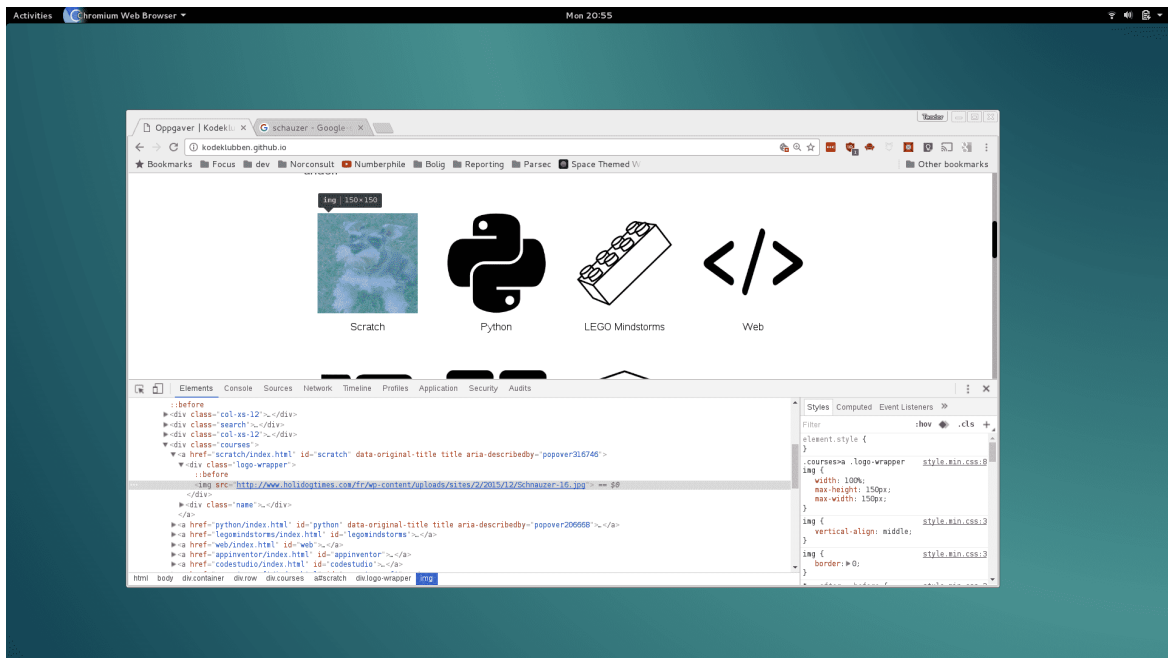 Activities Chromium Web Browser Mon 20:55
Oppgaver | Kodeklu × schauzer - Google- ×
kodeklubben.github.io
Bookmarks Focus dev Norconsult Numberphile Bolig Reporting Parsec Space Themed W Other bookmarks
img | 150×150
Scratch Python LEGO Mindstorms Web
Elements Console Sources Network Timeline Profiles Application Security Audits
::before
▶<div class="col-xs-12">…</div>
▶<div class="search">…</div>
▶<div class="col-xs-12">…</div>
▼<div class="courses">
▼<a href="scratch/index.html" id="scratch" data-original-title title aria-describedby="popover316746">
▼<div class="logo-wrapper">
::before
<img src="http://www.holidogtimes.com/fr/wp-content/uploads/sites/2/2015/12/Schnauzer-16.jpg"> == $0
</div>
▶<div class="name">…</div>
</a>
▶<a href="python/index.html" id="python" data-original-title title aria-describedby="popover206668">…</a>
▶<a href="legomindstorms/index.html" id="legomindstorms">…</a>
▶<a href="web/index.html" id="web">…</a>
▶<a href="appinventor/index.html" id="appinventor">…</a>
▶<a href="codestudio/index.html" id="codestudio">…</a>
html body div.container div.row div.courses a#scratch div.logo-wrapper img
Styles Computed Event Listeners »
Filter :hov .cls +
element.style {
}
.courses>a .logo-wrapper style.min.css:8
img {
width: 100%;
max-height: 150px;
max-width: 150px;
}
img { style.min.css:3
vertical-align: middle;
}
img { style.min.css:3
border:▶0;
}